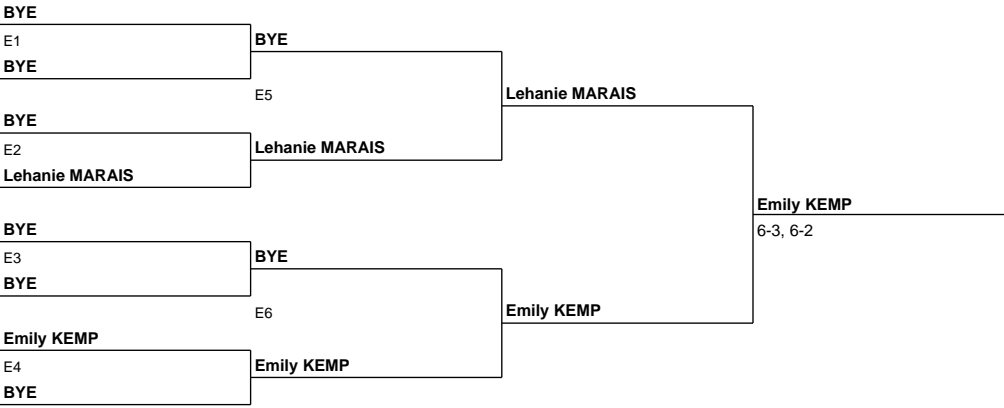 BYE
E1
BYE
BYE
E5
Lehanie MARAIS
BYE
E2
Lehanie MARAIS
Lehanie MARAIS
Emily KEMP
6-3, 6-2
BYE
E3
BYE
BYE
E6
Emily KEMP
Emily KEMP
E4
Emily KEMP
BYE